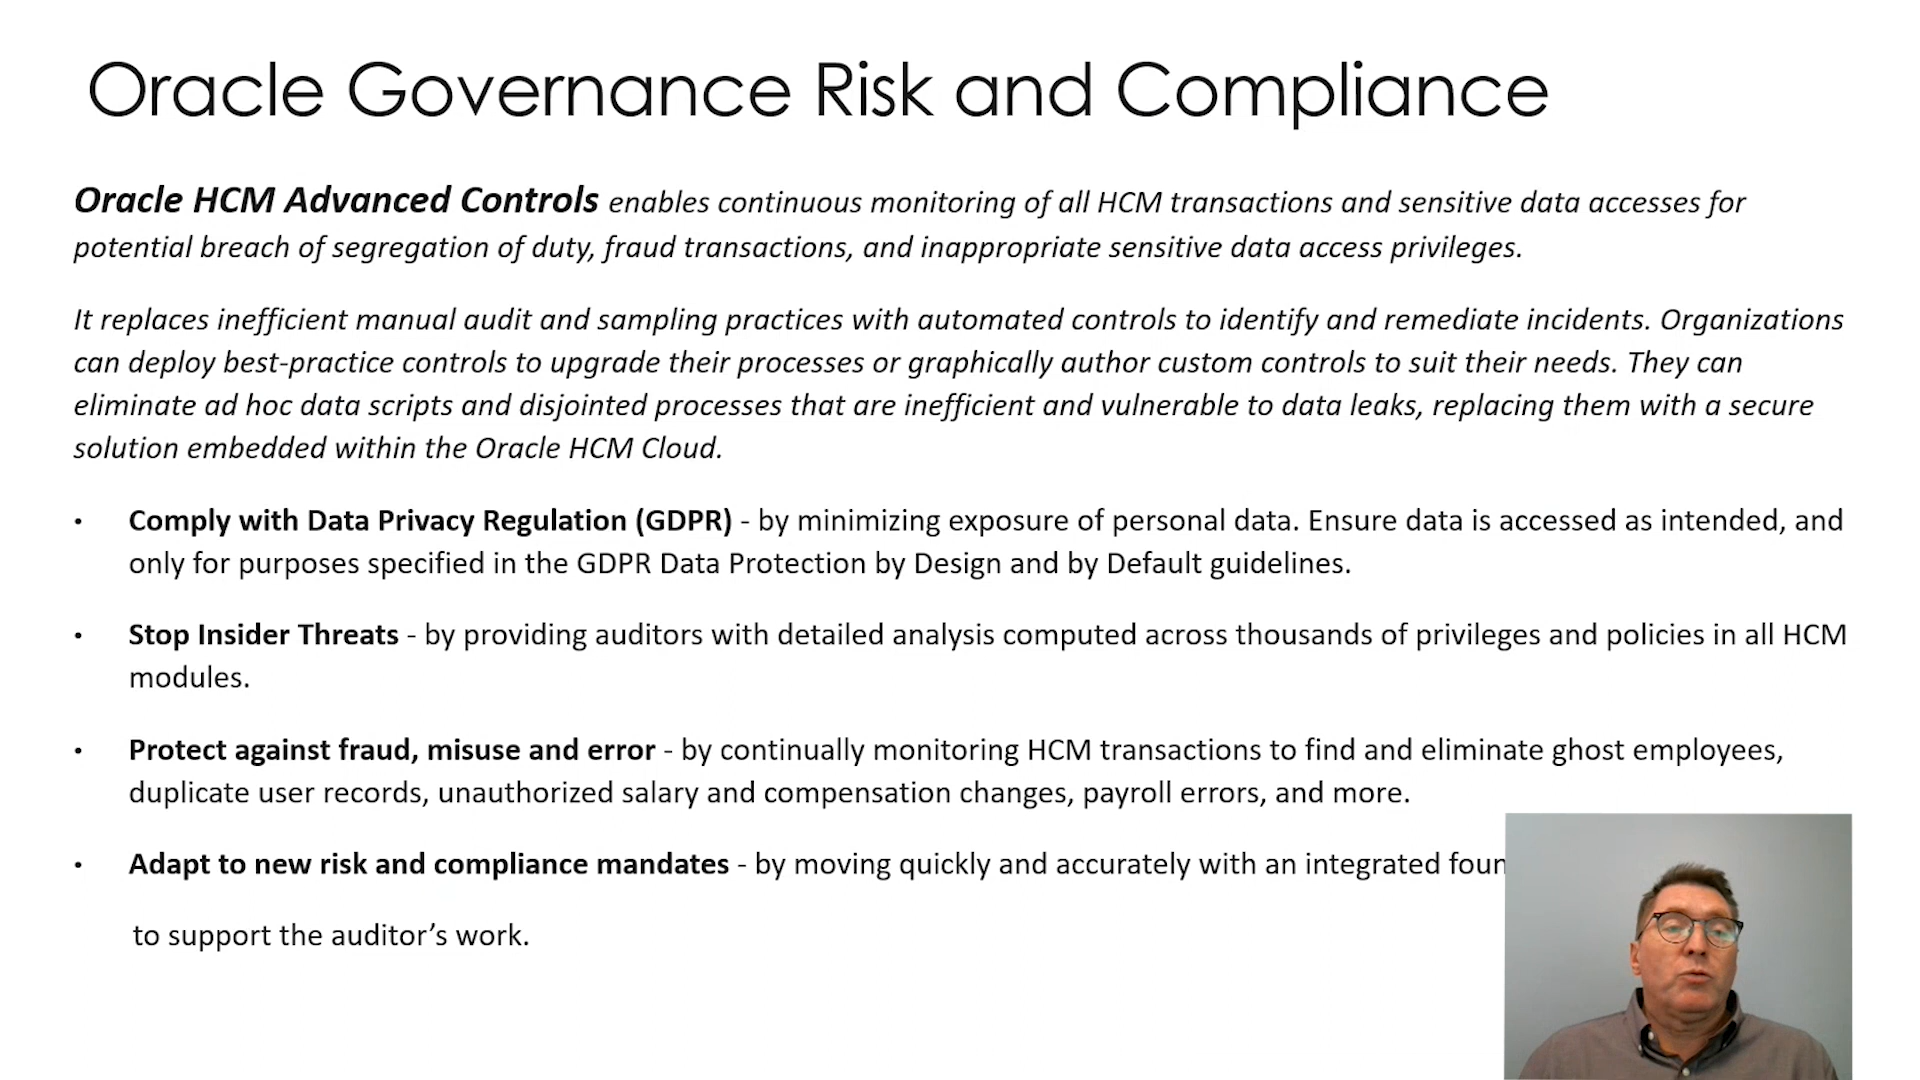 Oracle Governance Risk and Compliance
Oracle HCM Advanced Controls enables continuous monitoring of all HCM transactions and sensitive data accesses for
potential breach of segregation of duty, fraud transactions, and inappropriate sensitive data access privileges.
It replaces inefficient manual audit and sampling practices with automated controls to identify and remediate incidents. Organizations
can deploy best-practice controls to upgrade their processes or graphically author custom controls to suit their needs. They can
eliminate ad hoc data scripts and disjointed processes that are inefficient and vulnerable to data leaks, replacing them with a secure
solution embedded within the Oracle HCM Cloud.
• Comply with Data Privacy Regulation (GDPR) - by minimizing exposure of personal data. Ensure data is accessed as intended, and
only for purposes specified in the GDPR Data Protection by Design and by Default guidelines.
• Stop Insider Threats - by providing auditors with detailed analysis computed across thousands of privileges and policies in all HCM
modules.
• Protect against fraud, misuse and error - by continually monitoring HCM transactions to find and eliminate ghost employees,
duplicate user records, unauthorized salary and compensation changes, payroll errors, and more.
• Adapt to new risk and compliance mandates - by moving quickly and accurately with an integrated
to support the auditor’s work.